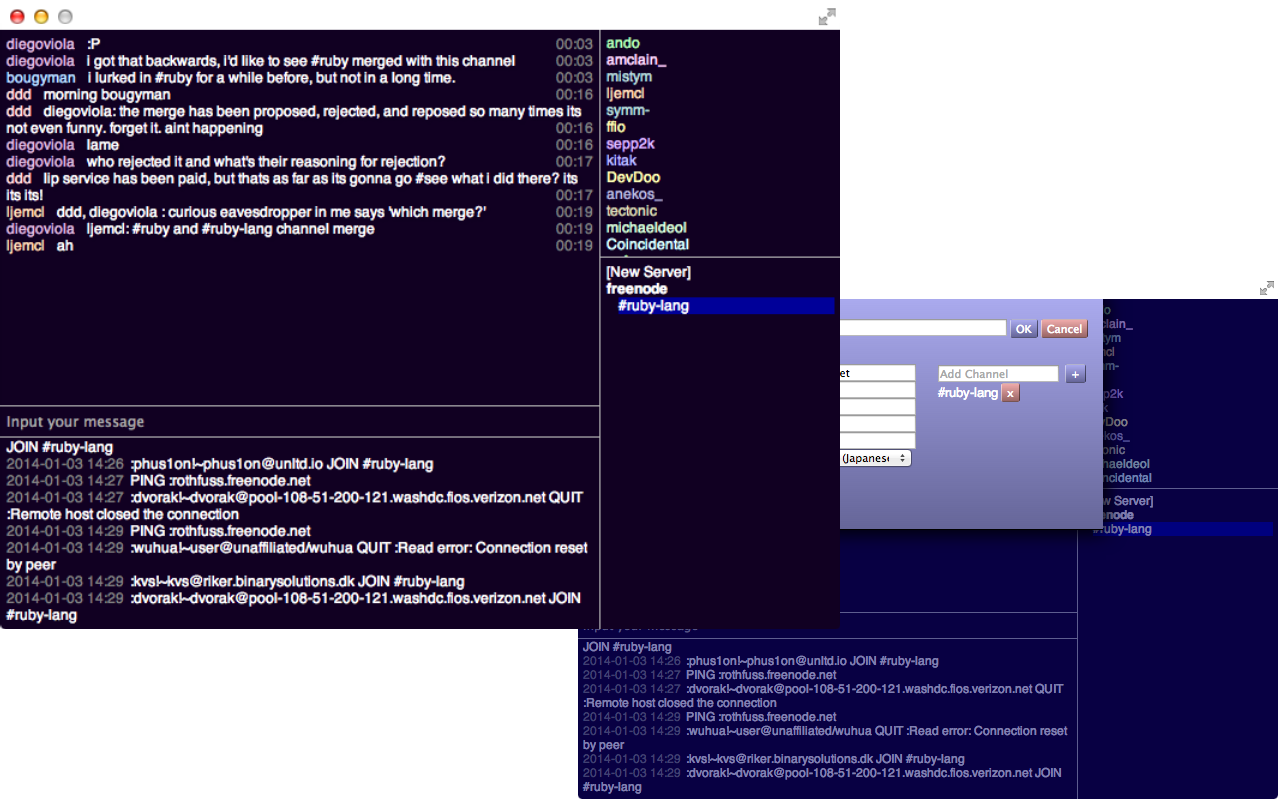 diegoviola :P 00:03
diegoviola i got that backwards, i'd like to see #ruby merged with this channel 00:03
bougyman i lurked in #ruby for a while before, but not in a long time. 00:03
ddd morning bougyman 00:16
ddd diegoviola: the merge has been proposed, rejected, and reposed so many times its
not even funny. forget it. aint happening 00:16
diegoviola lame 00:16
diegoviola who rejected it and what's their reasoning for rejection? 00:17
ddd lip service has been paid, but thats as far as its gonna go #see what i did there? its
its its! 00:17
ljemcl ddd, diegoviola : curious eavesdropper in me says 'which merge?' 00:19
diegoviola ljemcl: #ruby and #ruby-lang channel merge 00:19
ljemcl ah 00:19
Input your message
JOIN #ruby-lang
2014-01-03 14:26 :phus1on!~phus1on@unltd.io JOIN #ruby-lang
2014-01-03 14:27 PING :rothfuss.freenode.net
2014-01-03 14:27 :dvorak!~dvorak@pool-108-51-200-121.washdc.fios.verizon.net QUIT
:Remote host closed the connection
2014-01-03 14:29 PING :rothfuss.freenode.net
2014-01-03 14:29 :wuhua!~user@unaffiliated/wuhua QUIT :Read error: Connection reset
by peer
2014-01-03 14:29 :kvs!~kvs@riker.binarysolutions.dk JOIN #ruby-lang
2014-01-03 14:29 :dvorak!~dvorak@pool-108-51-200-121.washdc.fios.verizon.net JOIN
#ruby-lang
ando
amclain_
mistym
ljemcl
symm-
ffio
sepp2k
kitak
DevDoo
anekos_
tectonic
michaeldeol
Coincidental
[New Server]
freenode
#ruby-lang
OK Cancel
et
Add Channel +
#ruby-lang x
(Japanese
o
lain_
tym
cl
m-
p2k
k
Doo
kos_
onic
haeldeol
ncidental
w Server]
enode
#ruby-lang
Input your message
JOIN #ruby-lang
2014-01-03 14:26 :phus1on!~phus1on@unltd.io JOIN #ruby-lang
2014-01-03 14:27 PING :rothfuss.freenode.net
2014-01-03 14:27 :dvorak!~dvorak@pool-108-51-200-121.washdc.fios.verizon.net QUIT
:Remote host closed the connection
2014-01-03 14:29 PING :rothfuss.freenode.net
2014-01-03 14:29 :wuhua!~user@unaffiliated/wuhua QUIT :Read error: Connection reset
by peer
2014-01-03 14:29 :kvs!~kvs@riker.binarysolutions.dk JOIN #ruby-lang
2014-01-03 14:29 :dvorak!~dvorak@pool-108-51-200-121.washdc.fios.verizon.net JOIN
#ruby-lang